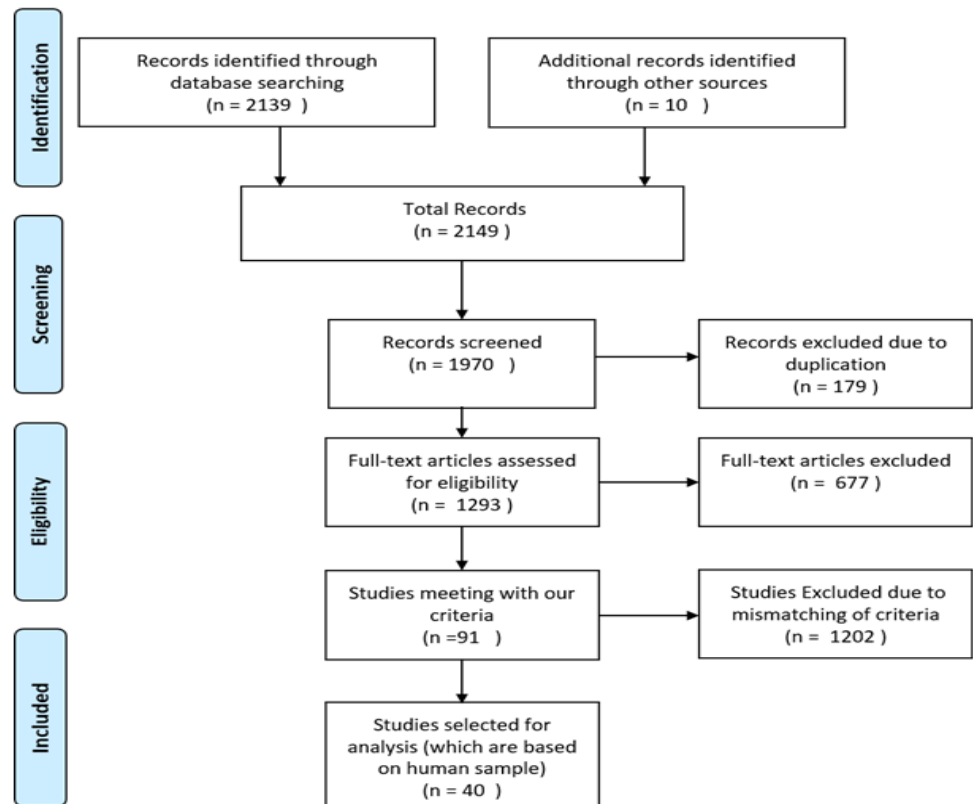 Identification
Records identified through
database searching
(n = 2139 )
Additional records identified
through other sources
(n = 10 )
Total Records
(n = 2149 )
Screening
Records screened
(n = 1970 )
Records excluded due to
duplication
(n = 179 )
Eligibility
Full-text articles assessed
for eligibility
(n = 1293 )
Full-text articles excluded
(n = 677 )
Studies meeting with our
criteria
(n =91 )
Studies Excluded due to
mismatching of criteria
(n = 1202 )
Included
Studies selected for
analysis (which are based
on human sample)
(n = 40 )